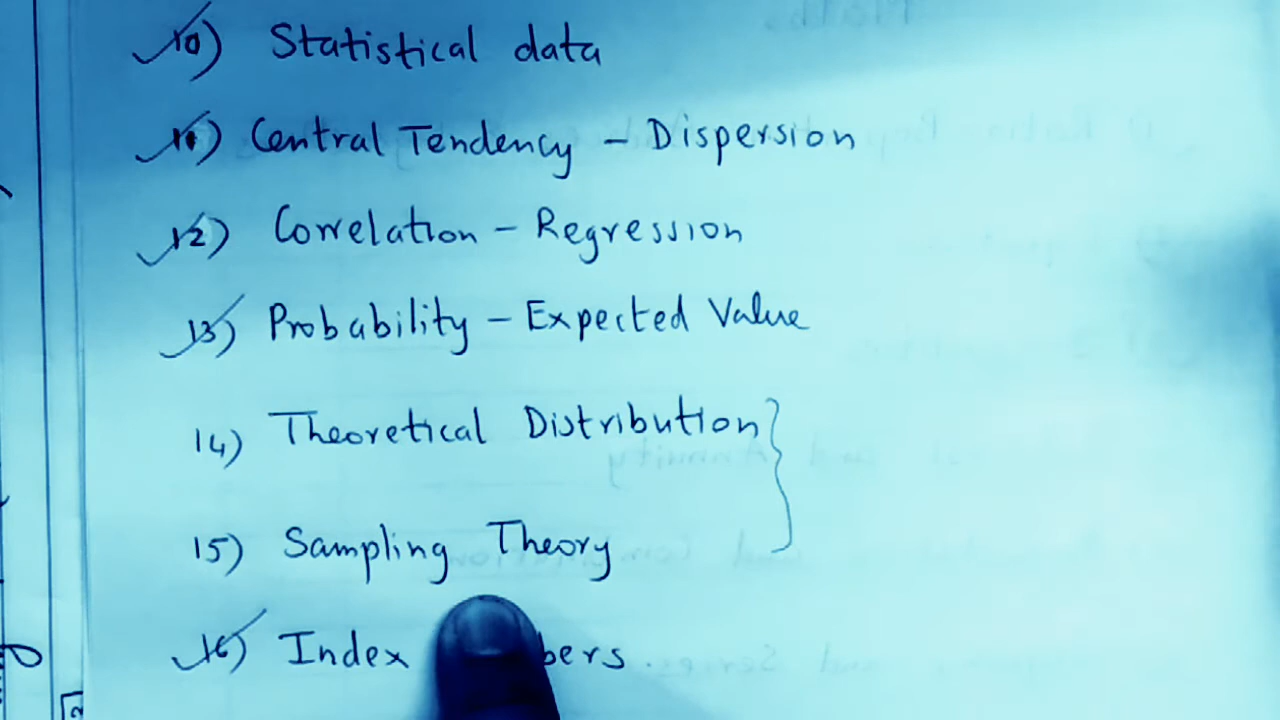 10) Statistical data
11) Central Tendency - Dispersion
12) Correlation - Regression
13) Probability - Expected Value
14) Theoretical Distribution
15) Sampling Theory
16) Index bers.